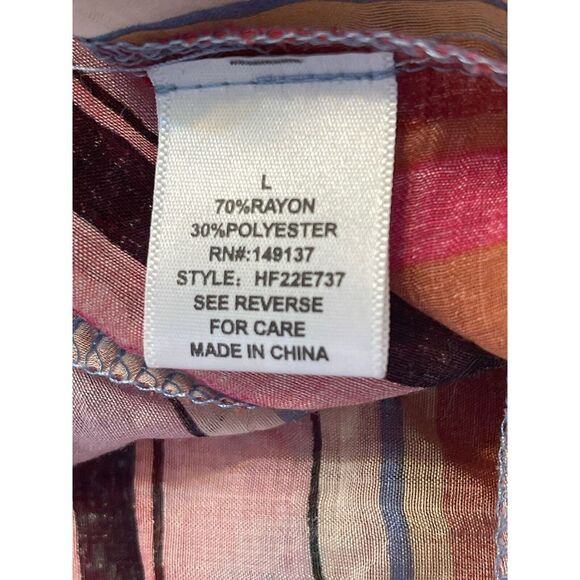 L
70%RAYON
30%POLYESTER
RN#:149137
STYLE: HF22E737
SEE REVERSE
FOR CARE
MADE IN CHINA